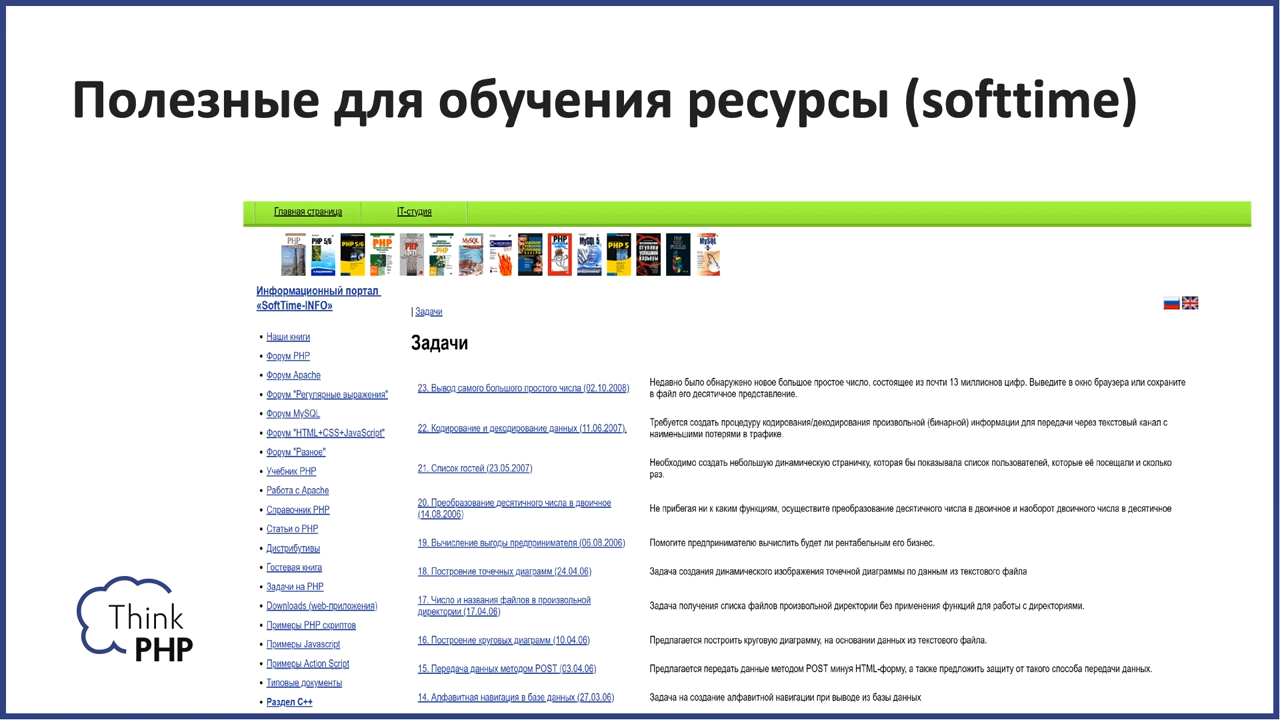 Полезные для обучения ресурсы (softtime)
Главная страница
IT-студия
Информационный портал
«SoftTime-INFO»
Наши книги
Форум PHP
Форум Apache
Форум "Регулярные выражения"
Форум MySQL
Форум "HTML+CSS+JavaScript"
Форум "Разное"
Учебник PHP
Работа с Apache
Справочник PHP
Статьи о PHP
Дистрибутивы
Гостевая книга
Задачи на PHP
Downloads (web-приложения)
Примеры PHP скриптов
Примеры Javascript
Примеры Action Script
Типовые документы
Раздел C++
| Задачи
Задачи
23. Вывод самого большого простого числа (02.10.2008)
Недавно было обнаружено новое большое простое число, состоящее из почти 13 миллионов цифр. Выведите в окно браузера или сохраните
в файл его десятичное представление.
22. Кодирование и декодирование данных (11.06.2007).
Требуется создать процедуру кодирования/декодирования произвольной (бинарной) информации для передачи через текстовый канал с
наименьшими потерями в трафике.
21. Список гостей (23.05.2007)
Необходимо создать небольшую динамическую страничку, которая бы показывала список пользователей, которые её посещали и сколько
раз.
20. Преобразование десятичного числа в двоичное
(14.08.2006)
Не прибегая ни к каким функциям, осуществите преобразование десятичного числа в двоичное и наоборот двоичного числа в десятичное
19. Вычисление выгоды предпринимателя (06.08.2006)
Помогите предпринимателю вычислить будет ли рентабельным его бизнес.
18. Построение точечных диаграмм (24.04.06)
Задача создания динамического изображения точечной диаграммы по данным из текстового файла
17. Число и названия файлов в произвольной
директории (17.04.06)
Задача получения списка файлов произвольной директории без применения функций для работы с директориями.
16. Построение круговых диаграмм (10.04.06)
Предлагается построить круговую диаграмму, на основании данных из текстового файла.
15. Передача данных методом POST (03.04.06)
Предлагается передать данные методом POST минуя HTML-форму, а также предложить защиту от такого способа передачи данных.
14. Алфавитная навигация в базе данных (27.03.06)
Задача на создание алфавитной навигации при выводе из базы данных
Think
PHP